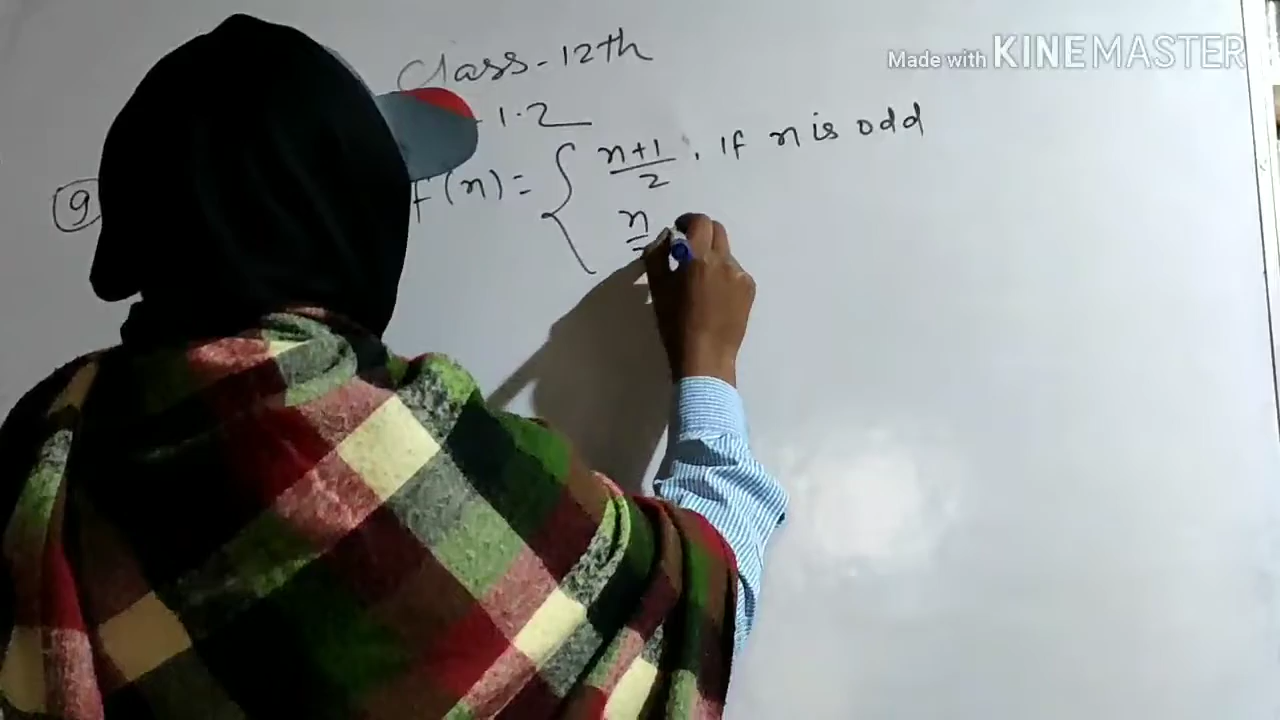 Made with KINEMASTER
Class-12th
1.2
9 f(n) = { n+1/2, if n is odd
n